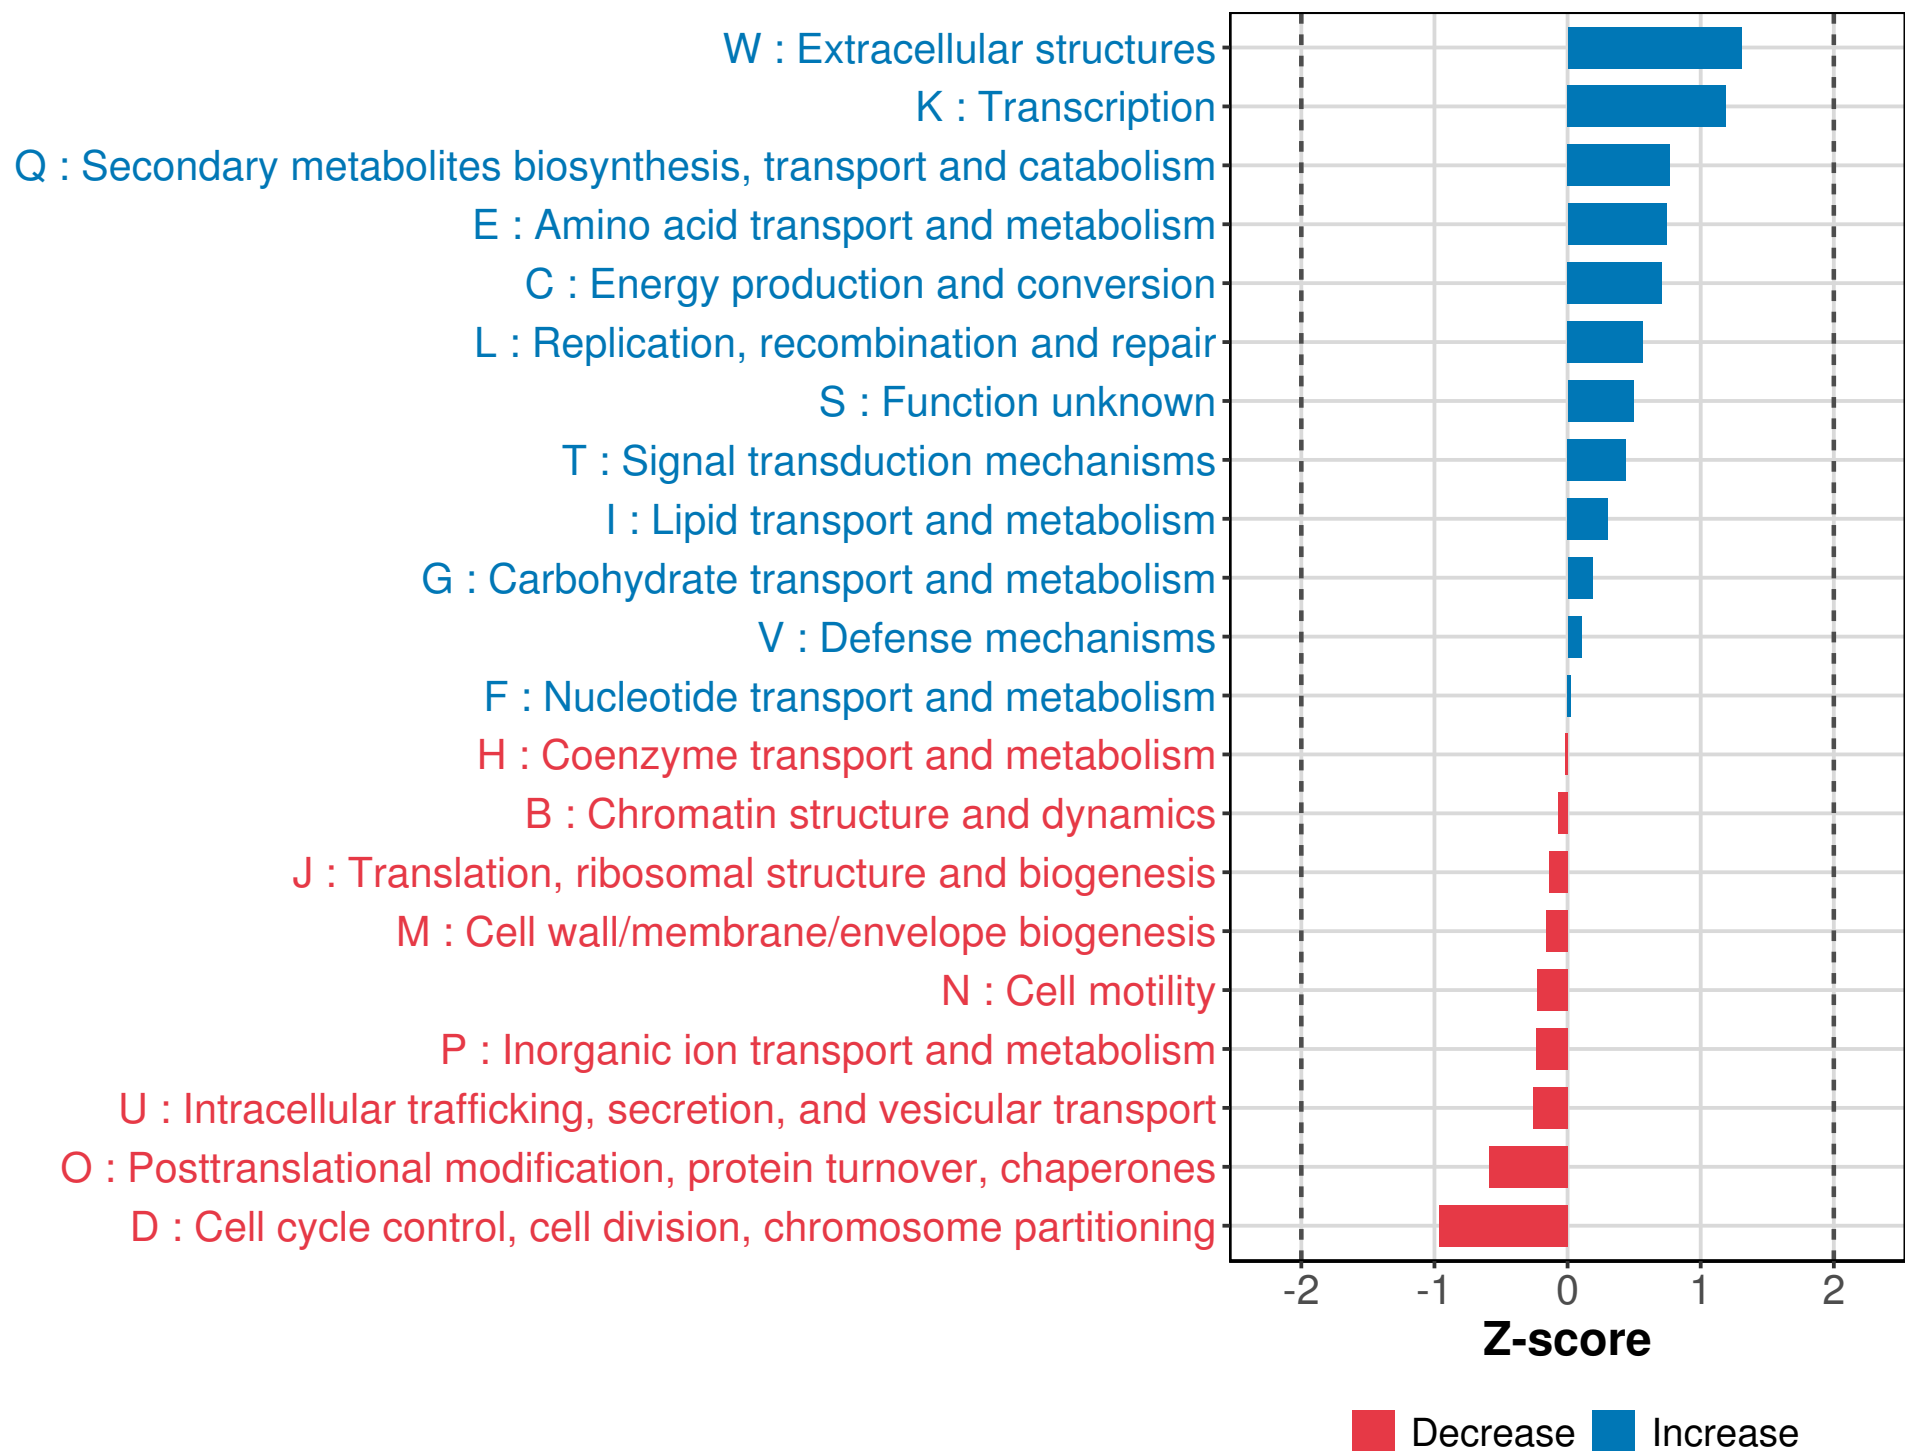 W : Extracellular structures
K : Transcription
Q : Secondary metabolites biosynthesis, transport and catabolism
E : Amino acid transport and metabolism
C : Energy production and conversion
L : Replication, recombination and repair
S : Function unknown
T : Signal transduction mechanisms
I : Lipid transport and metabolism
G : Carbohydrate transport and metabolism
V : Defense mechanisms
F : Nucleotide transport and metabolism
H : Coenzyme transport and metabolism
B : Chromatin structure and dynamics
J : Translation, ribosomal structure and biogenesis
M : Cell wall/membrane/envelope biogenesis
N : Cell motility
P : Inorganic ion transport and metabolism
U : Intracellular trafficking, secretion, and vesicular transport
O : Posttranslational modification, protein turnover, chaperones
D : Cell cycle control, cell division, chromosome partitioning
-2 -1 0 1 2
Z-score
Decrease Increase